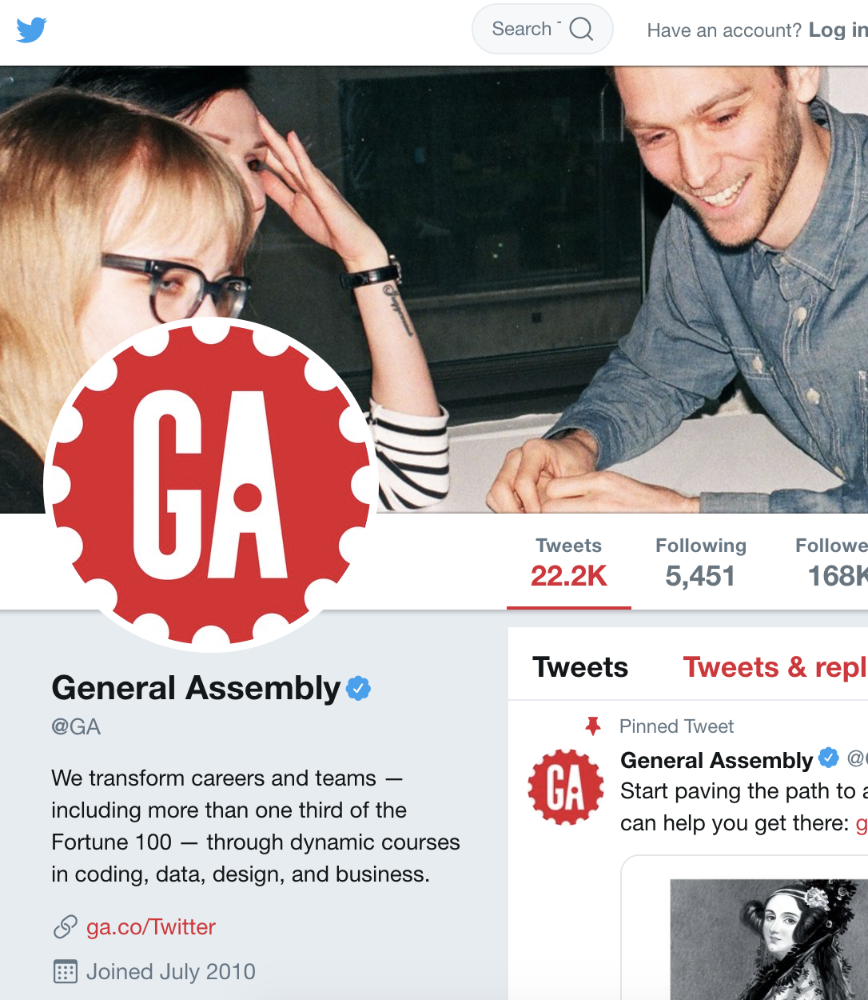 Search
Have an account? Log in
GA
Tweets
22.2K
Following
5,451
Followe
168K
General Assembly
@GA
We transform careers and teams —
including more than one third of the
Fortune 100 — through dynamic courses
in coding, data, design, and business.
ga.co/Twitter
Joined July 2010
Tweets
Tweets & repl
Pinned Tweet
GA
General Assembly @
Start paving the path to a
can help you get there: g